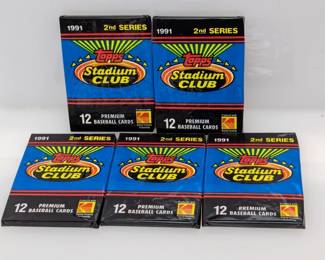 1991 2nd SERIES
Topps
Stadium
CLUB
12 PREMIUM
BASEBALL CARDS
1991 2nd SERIES
Topps
Stadium
CLUB
12 PREMIUM
BASEBALL CARDS
1991 2nd SERIES
Topps
Stadium
CLUB
12 PREMIUM
BASEBALL CARDS
1991 2nd SERIES
Topps
Stadium
CLUB
12 PREMIUM
BASEBALL CARDS
1991 2nd SERIES
Topps
Stadium
CLUB
12 PREMIUM
BASEBALL CARDS